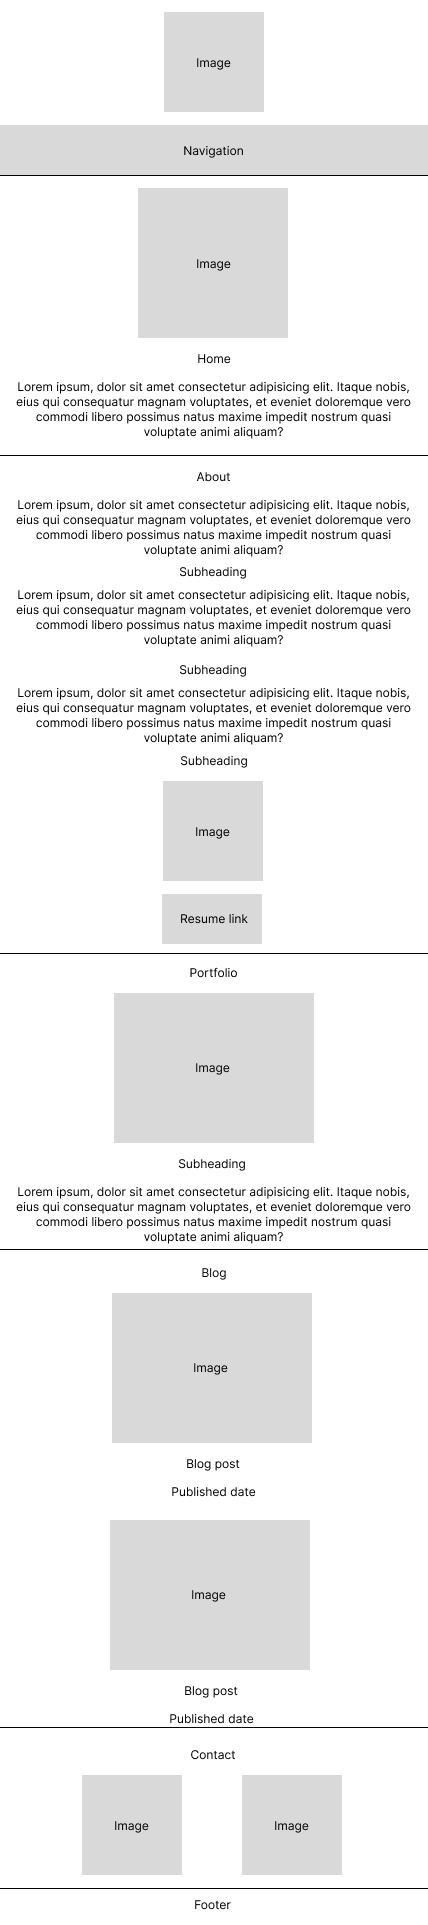 Image
Navigation
Image
Home
Lorem ipsum, dolor sit amet consectetur adipisicing elit. Itaque nobis,
eius qui consequatur magnam voluptates, et eveniet doloremque vero
commodi libero possimus natus maxime impedit nostrum quasi
voluptate animi aliquam?
About
Lorem ipsum, dolor sit amet consectetur adipisicing elit. Itaque nobis,
eius qui consequatur magnam voluptates, et eveniet doloremque vero
commodi libero possimus natus maxime impedit nostrum quasi
voluptate animi aliquam?
Subheading
Lorem ipsum, dolor sit amet consectetur adipisicing elit. Itaque nobis,
eius qui consequatur magnam voluptates, et eveniet doloremque vero
commodi libero possimus natus maxime impedit nostrum quasi
voluptate animi aliquam?
Subheading
Lorem ipsum, dolor sit amet consectetur adipisicing elit. Itaque nobis,
eius qui consequatur magnam voluptates, et eveniet doloremque vero
commodi libero possimus natus maxime impedit nostrum quasi
voluptate animi aliquam?
Subheading
Image
Resume link
Portfolio
Image
Subheading
Lorem ipsum, dolor sit amet consectetur adipisicing elit. Itaque nobis,
eius qui consequatur magnam voluptates, et eveniet doloremque vero
commodi libero possimus natus maxime impedit nostrum quasi
voluptate animi aliquam?
Blog
Image
Blog post
Published date
Image
Blog post
Published date
Contact
Image
Image
Footer